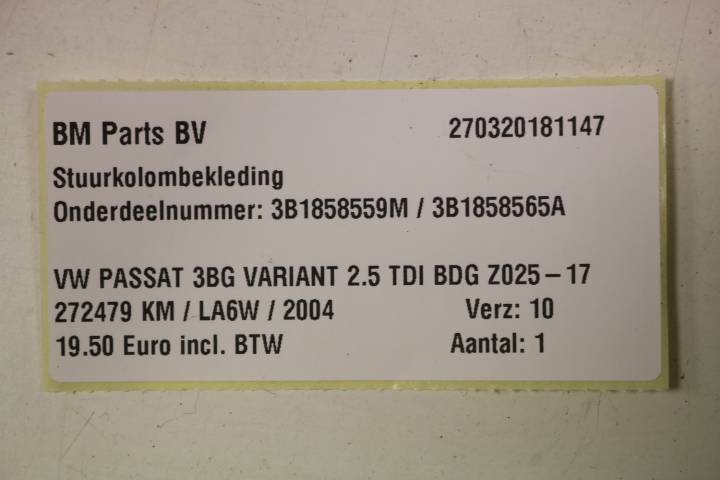 BM Parts BV 270320181147
Stuurkolombekleding
Onderdeelnummer: 3B1858559M / 3B1858565A
VW PASSAT 3BG VARIANT 2.5 TDI BDG Z025-17
272479 KM / LA6W / 2004 Verz: 10
19.50 Euro incl. BTW Aantal: 1